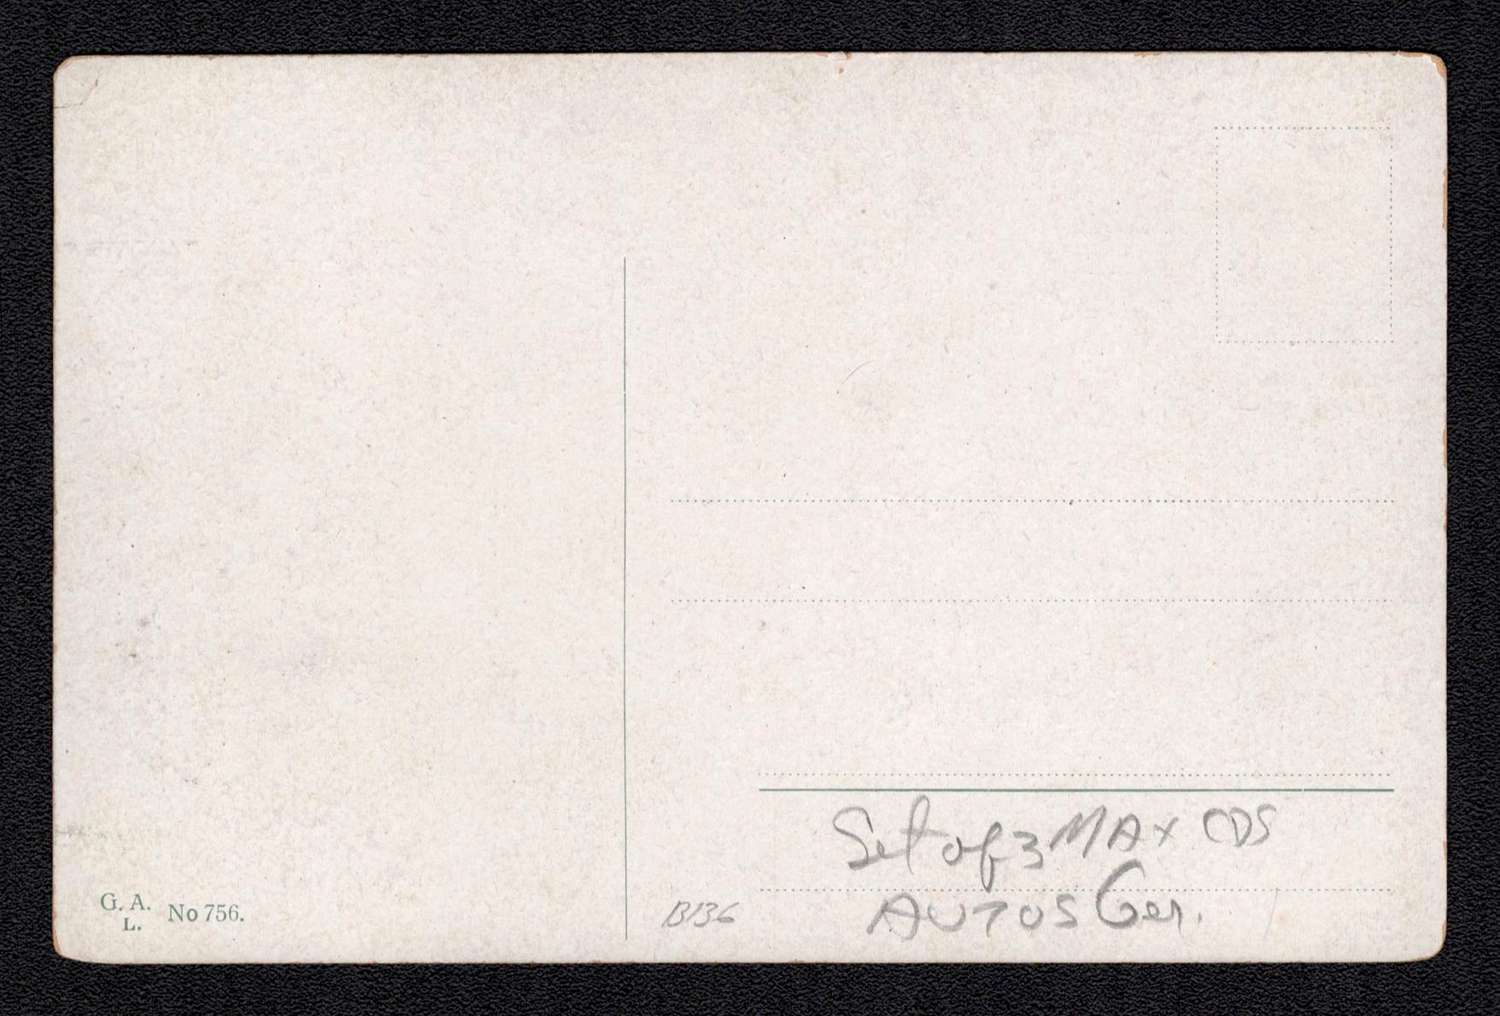 Set of 3 MAX CDS
AUTOS Ger.
B136
G. A.
L.
No 756.